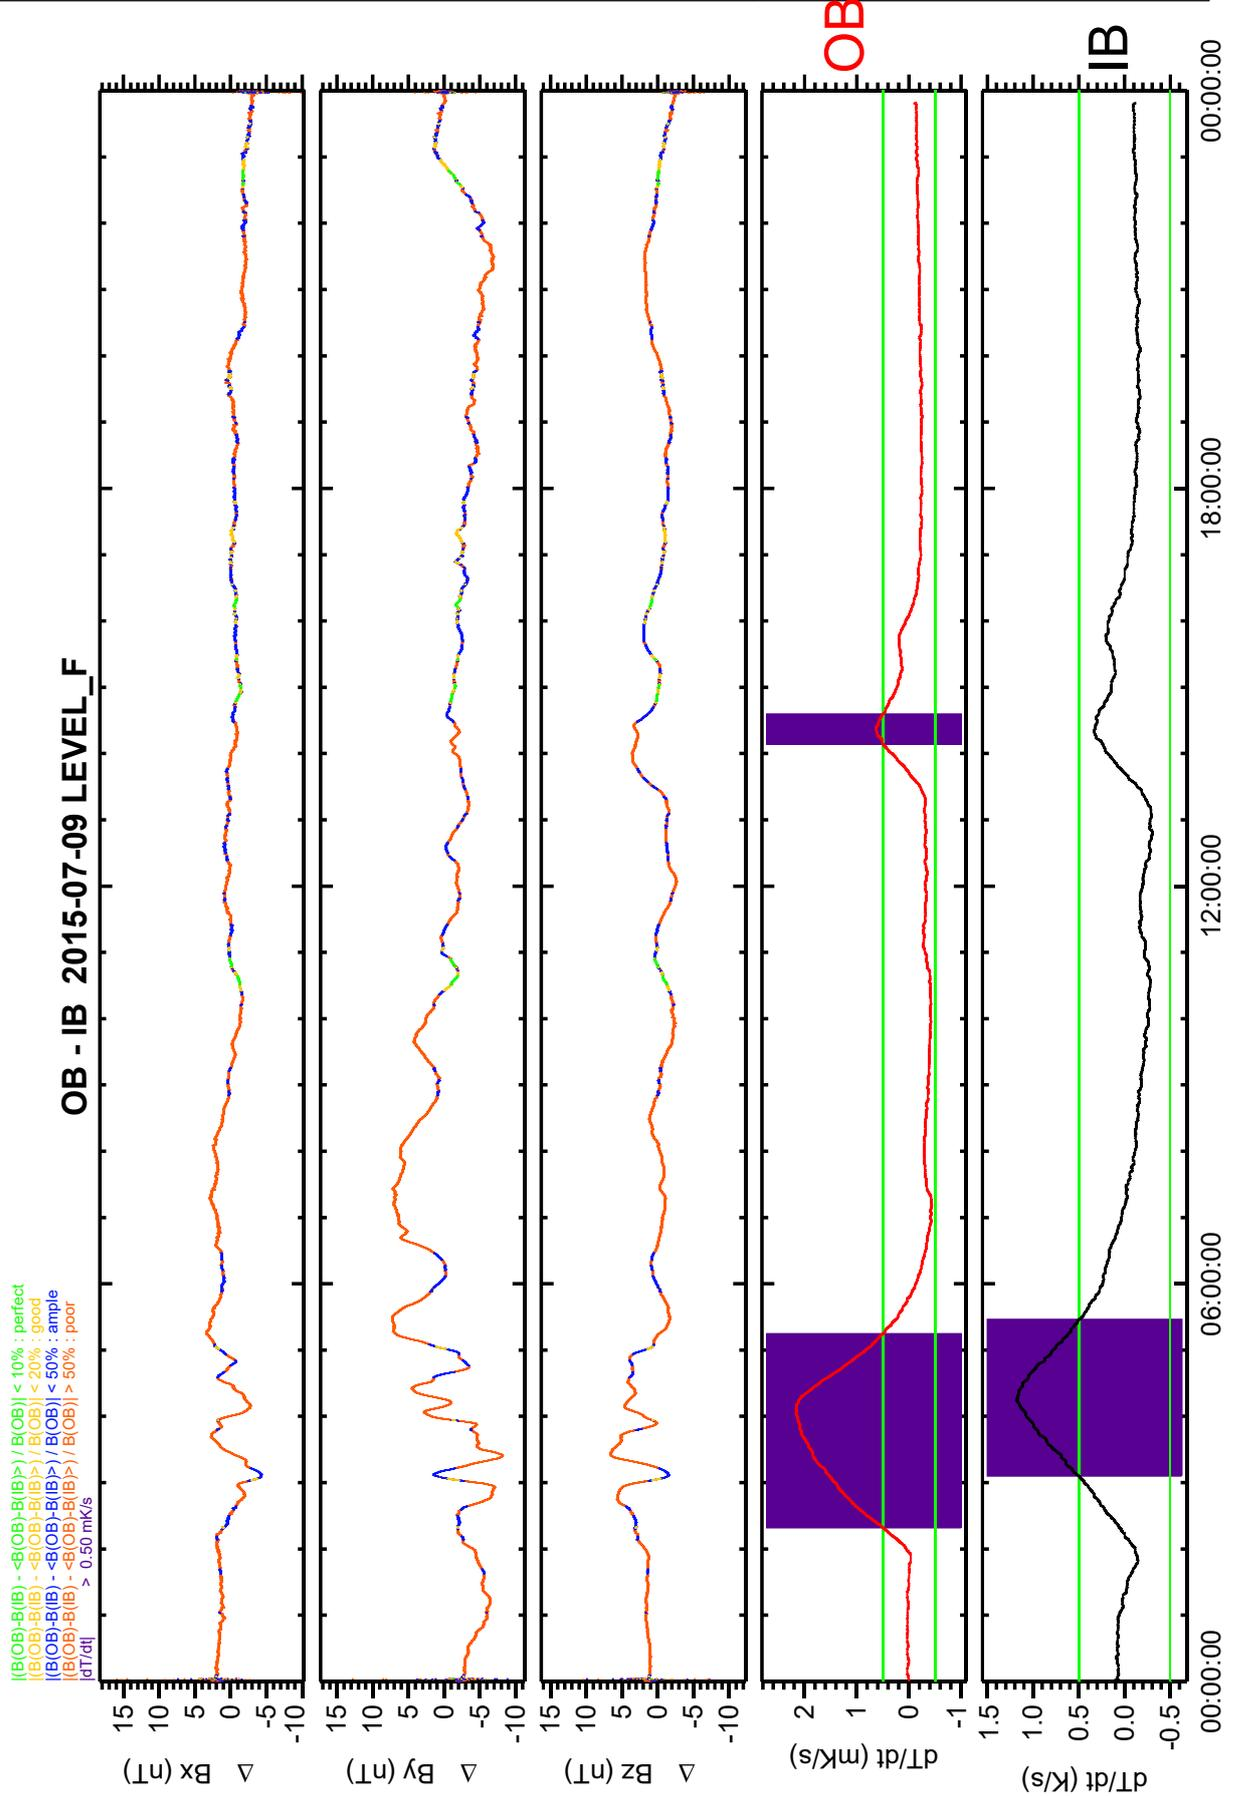 OB - IB 2015-07-09 LEVEL_F
|(B(OB)-B(IB) - <B(OB)-B(IB)>) / B(OB)| < 10% : perfect
|(B(OB)-B(IB) - <B(OB)-B(IB)>) / B(OB)| < 20% : good
|(B(OB)-B(IB) - <B(OB)-B(IB)>) / B(OB)| < 50% : ample
|(B(OB)-B(IB) - <B(OB)-B(IB)>) / B(OB)| > 50% : poor
|dT/dt| > 0.50 mK/s
Δ Bx (nT)
15
10
5
0
-5
-10
Δ By (nT)
15
10
5
0
-5
-10
Δ Bz (nT)
15
10
5
0
-5
-10
dT/dt (mK/s)
2
1
0
-1
OB
dT/dt (K/s)
1.5
1.0
0.5
0.0
-0.5
IB
00:00:00 06:00:00 12:00:00 18:00:00 00:00:00